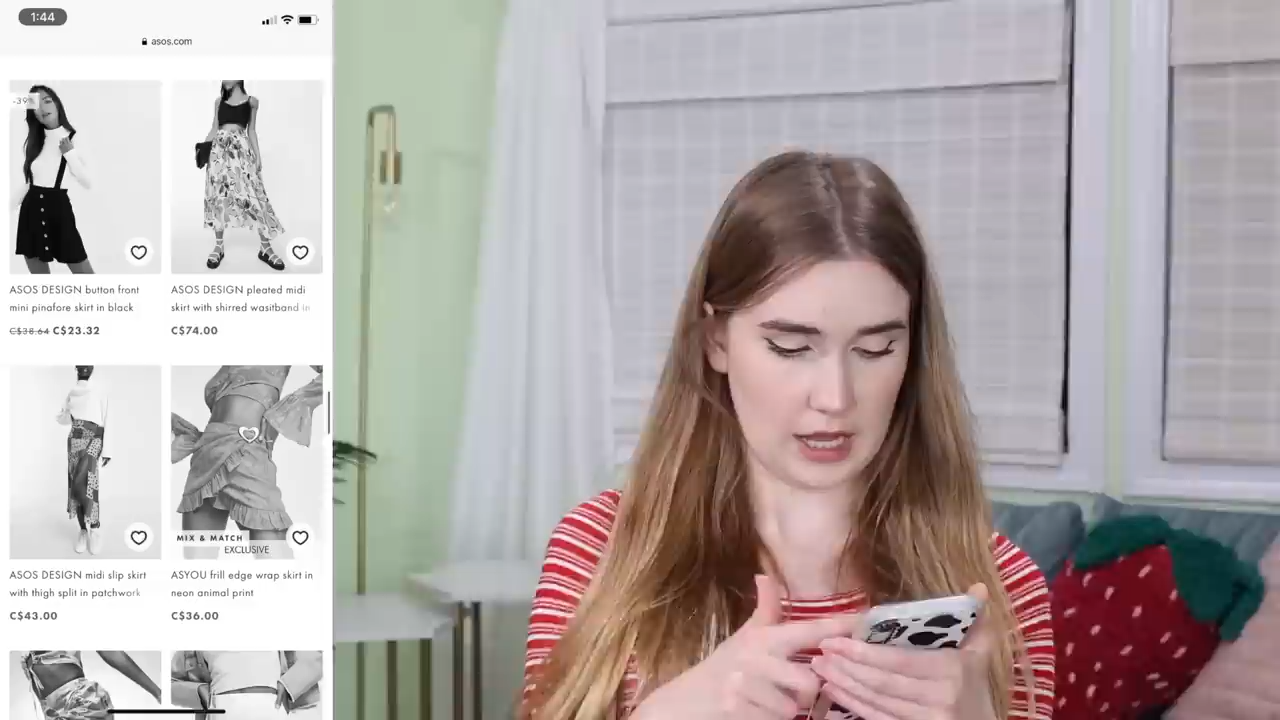 1:44
asos.com
-39%
ASOS DESIGN button front
mini pinafore skirt in black
C$38.64 C$23.32
ASOS DESIGN pleated midi
skirt with shirred wasitband in
C$74.00
MIX & MATCH
EXCLUSIVE
ASOS DESIGN midi slip skirt
with thigh split in patchwork
C$43.00
ASYOU frill edge wrap skirt in
neon animal print
C$36.00